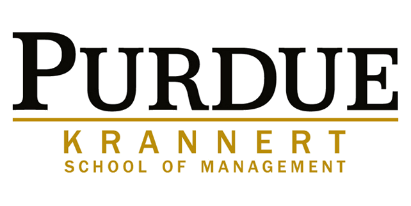 PURDUE
KRANNERT
SCHOOL OF MANAGEMENT